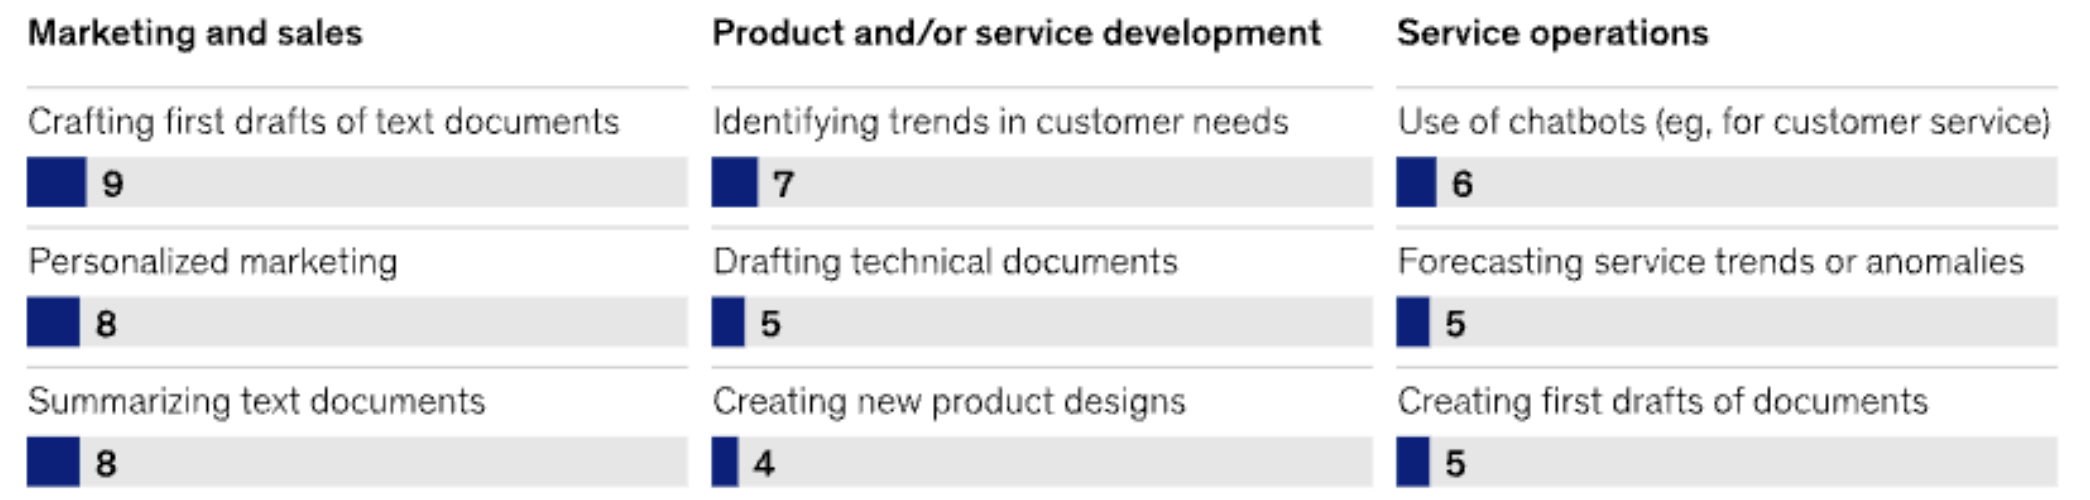 Marketing and sales
Crafting first drafts of text documents
9
Personalized marketing
8
Summarizing text documents
8
Product and/or service development
Identifying trends in customer needs
7
Drafting technical documents
5
Creating new product designs
4
Service operations
Use of chatbots (eg, for customer service)
6
Forecasting service trends or anomalies
5
Creating first drafts of documents
5